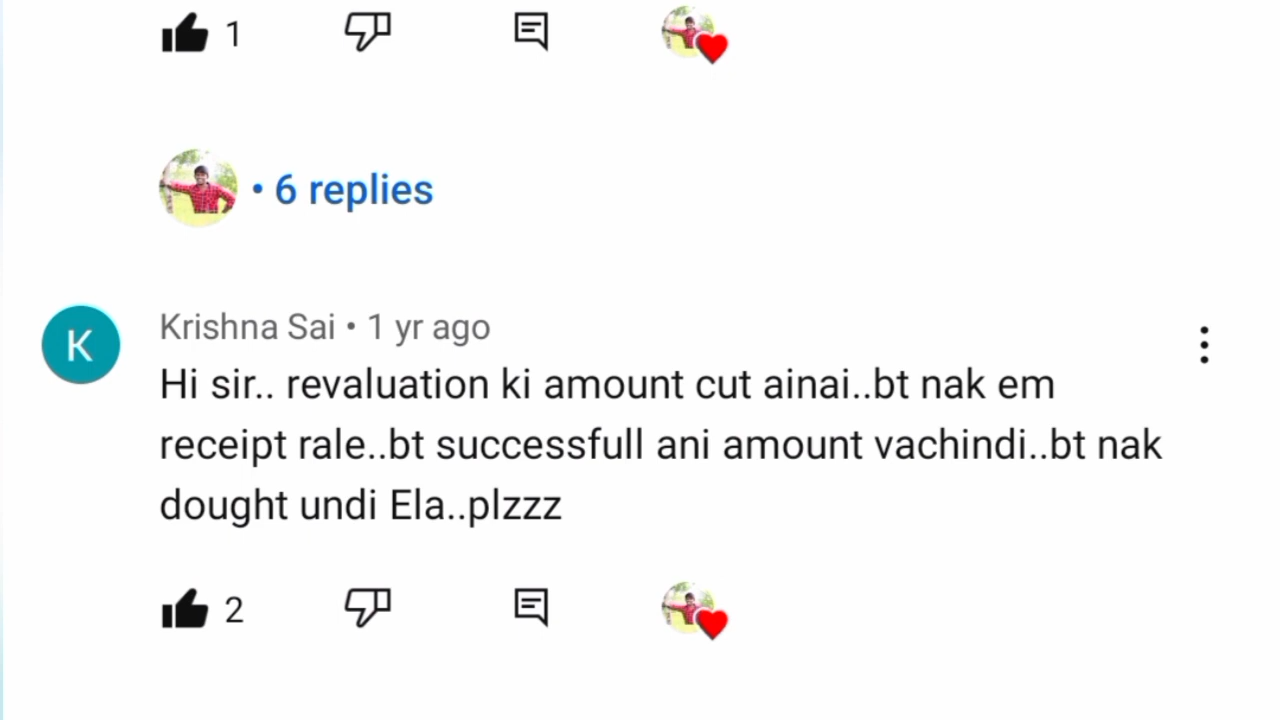 1
• 6 replies
K
Krishna Sai • 1 yr ago
Hi sir.. revaluation ki amount cut ainai..bt nak em
receipt rale..bt successfull ani amount vachindi..bt nak
dought undi Ela..plzzz
2